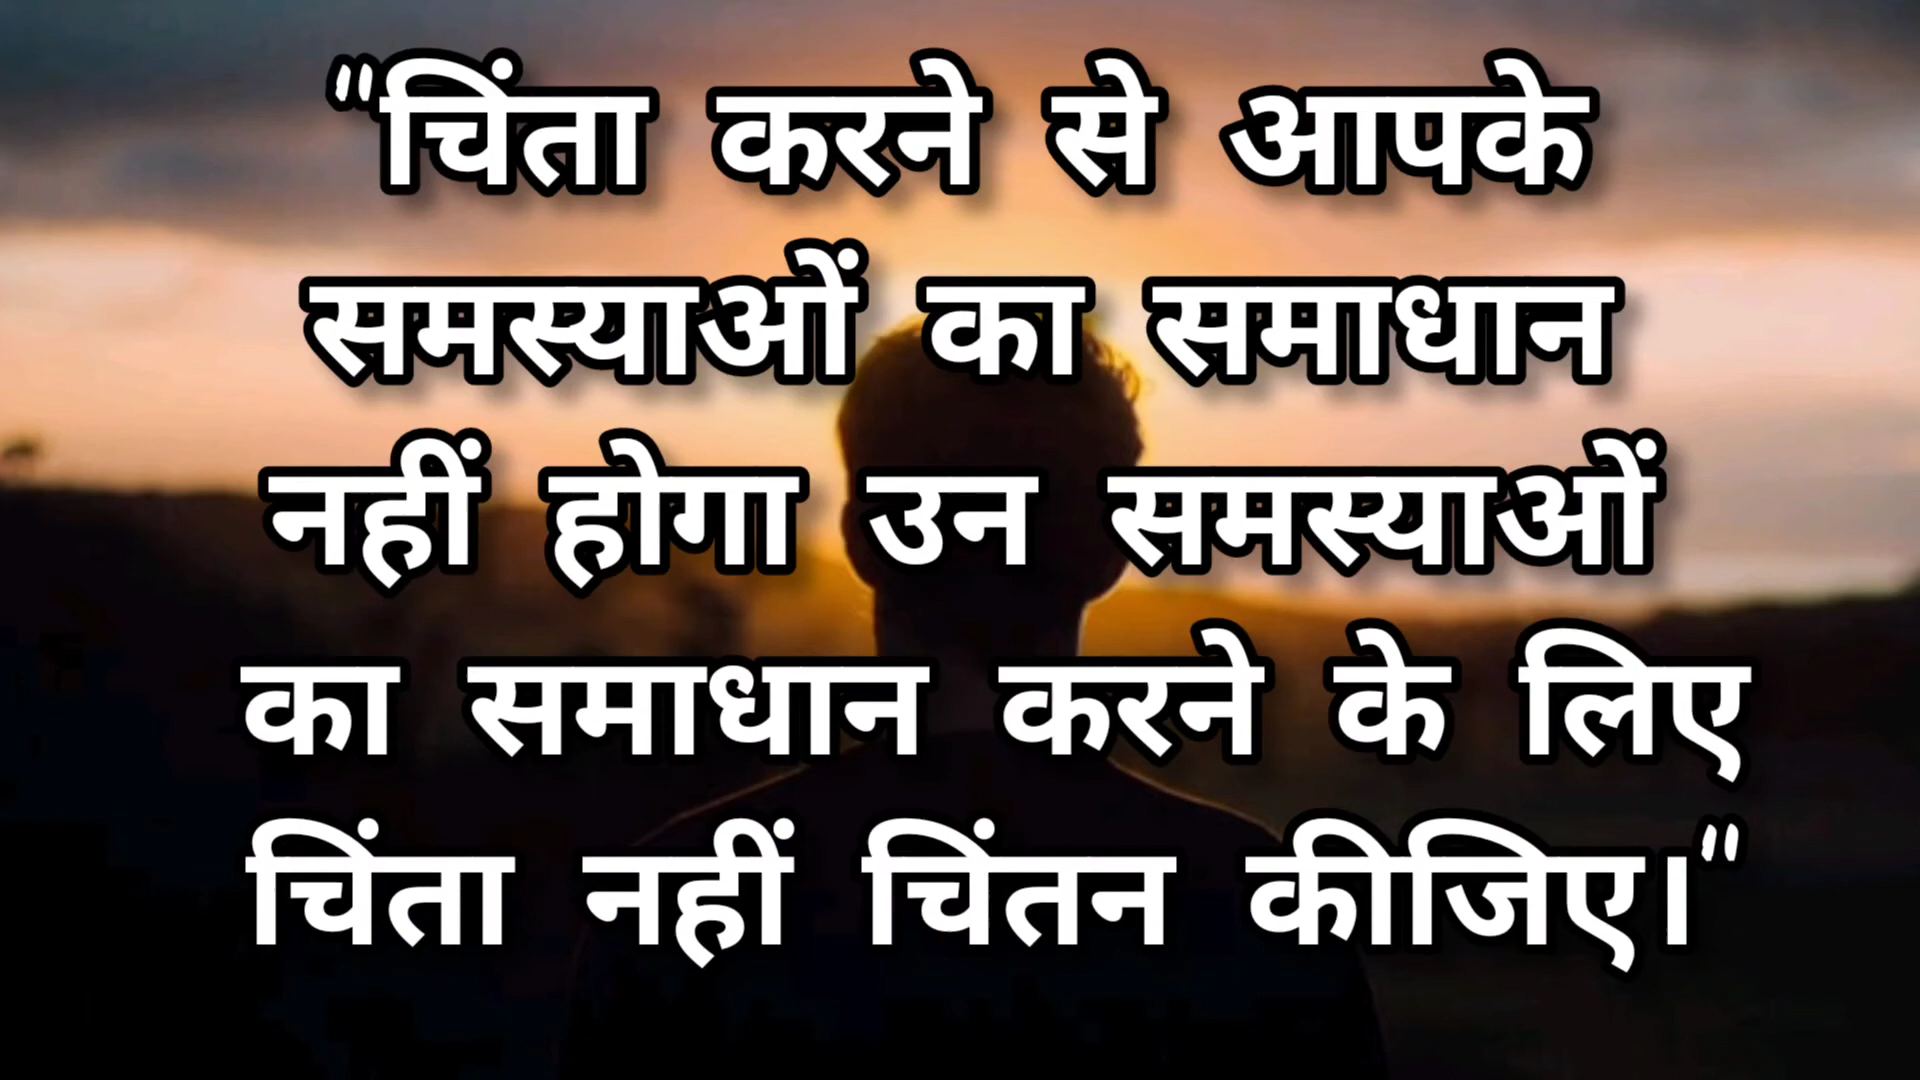 "चिंता करने से आपके
समस्याओं का समाधान
नहीं होगा उन समस्याओं
का समाधान करने के लिए
चिंता नहीं चिंतन कीजिए।"